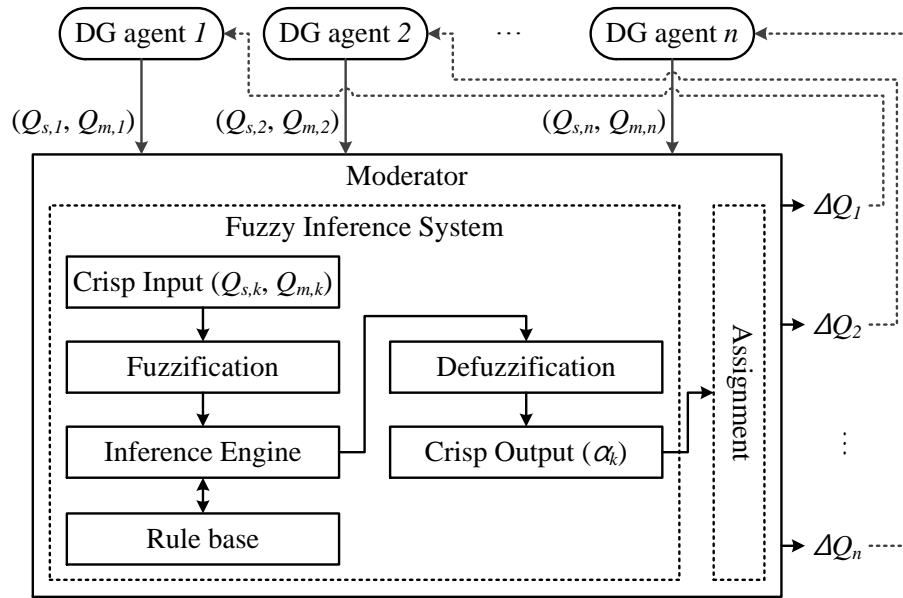 DG agent 1
DG agent 2
...
DG agent n
(Qs,1, Qm,1)
(Qs,2, Qm,2)
(Qs,n, Qm,n)
Moderator
Fuzzy Inference System
Crisp Input (Qs,k, Qm,k)
Fuzzification
Inference Engine
Rule base
Defuzzification
Crisp Output (αk)
Assignment
ΔQ1
ΔQ2
...
ΔQn